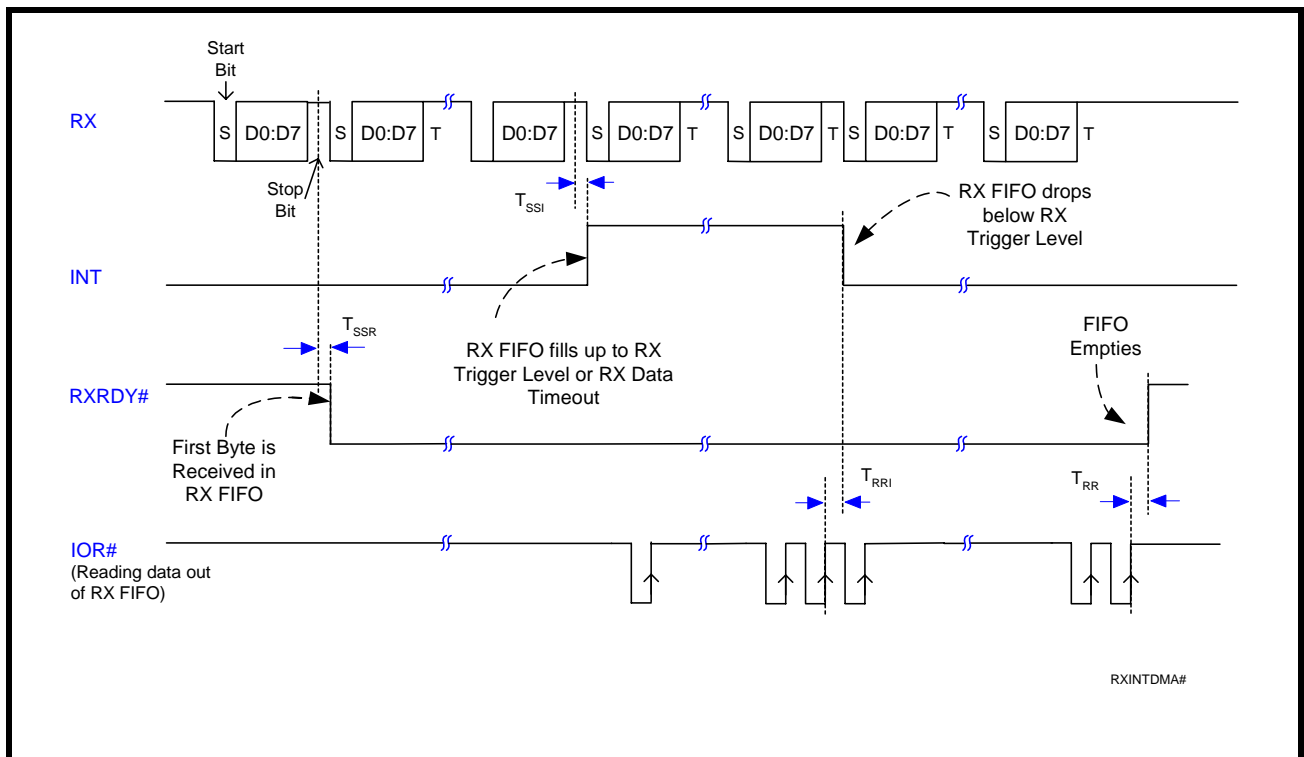 Start
Bit
RX
S D0:D7 S D0:D7 T D0:D7 S D0:D7 T S D0:D7 T S D0:D7 T S D0:D7 T
Stop
Bit
TSSI
RX FIFO drops
below RX
Trigger Level
INT
TSSR
RX FIFO fills up to RX
Trigger Level or RX Data
Timeout
FIFO
Empties
RXRDY#
First Byte is
Received in
RX FIFO
TRRI
TRR
IOR#
(Reading data out
of RX FIFO)
RXINTDMA#